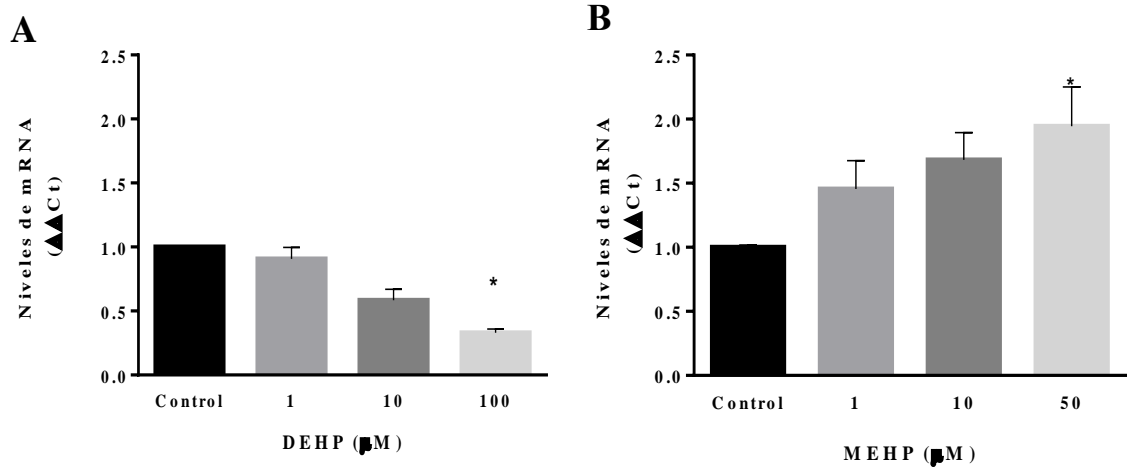 A
Niveles de mRNA
(▲▲Ct)
2.5
2.0
1.5
1.0
0.5
0.0
*
Control 1 10 100
DEHP (μM)
B
Niveles de mRNA
(▲▲Ct)
2.5
2.0
1.5
1.0
0.5
0.0
*
Control 1 10 50
MEHP (μM)